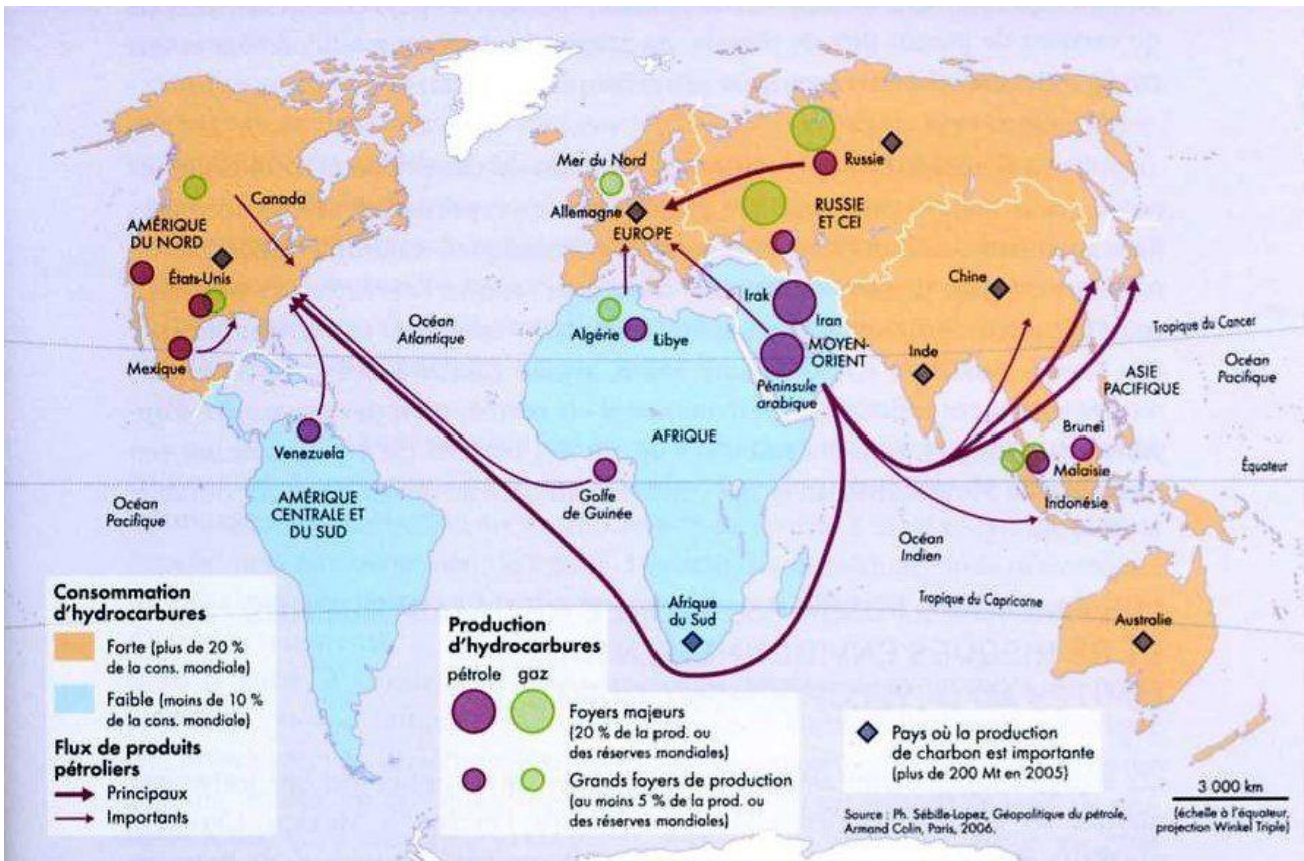 Mer du Nord
Russie
Canada
Allemagne
EUROPE
RUSSIE
ET CEI
AMÉRIQUE
DU NORD
États-Unis
Chine
Irak
Iran
Océan
Atlantique
Algérie
Libye
MOYEN-
ORIENT
Tropique du Cancer
Mexique
Inde
Océan
Pacifique
Péninsule
arabique
ASIE
PACIFIQUE
AFRIQUE
Brunei
Venezuela
Malaisie
Équateur
Golfe
de Guinée
Indonésie
Océan
Pacifique
AMÉRIQUE
CENTRALE ET
DU SUD
Océan
Indien
Tropique du Capricorne
Afrique
du Sud
Australie
Consommation
d'hydrocarbures
Forte (plus de 20 %
de la cons. mondiale)
Faible (moins de 10 %
de la cons. mondiale)
Flux de produits
pétroliers
Principaux
Importants
Production
d'hydrocarbures
pétrole gaz
Foyers majeurs
(20 % de la prod. ou
des réserves mondiales)
Grands foyers de production
(au moins 5 % de la prod. ou
des réserves mondiales)
Pays où la production
de charbon est importante
(plus de 200 Mt en 2005)
Source : Ph. Sébille-Lopez, Géopolitique du pétrole,
Armand Colin, Paris, 2006.
3 000 km
(échelle à l'équateur,
projection Winkel Triple)